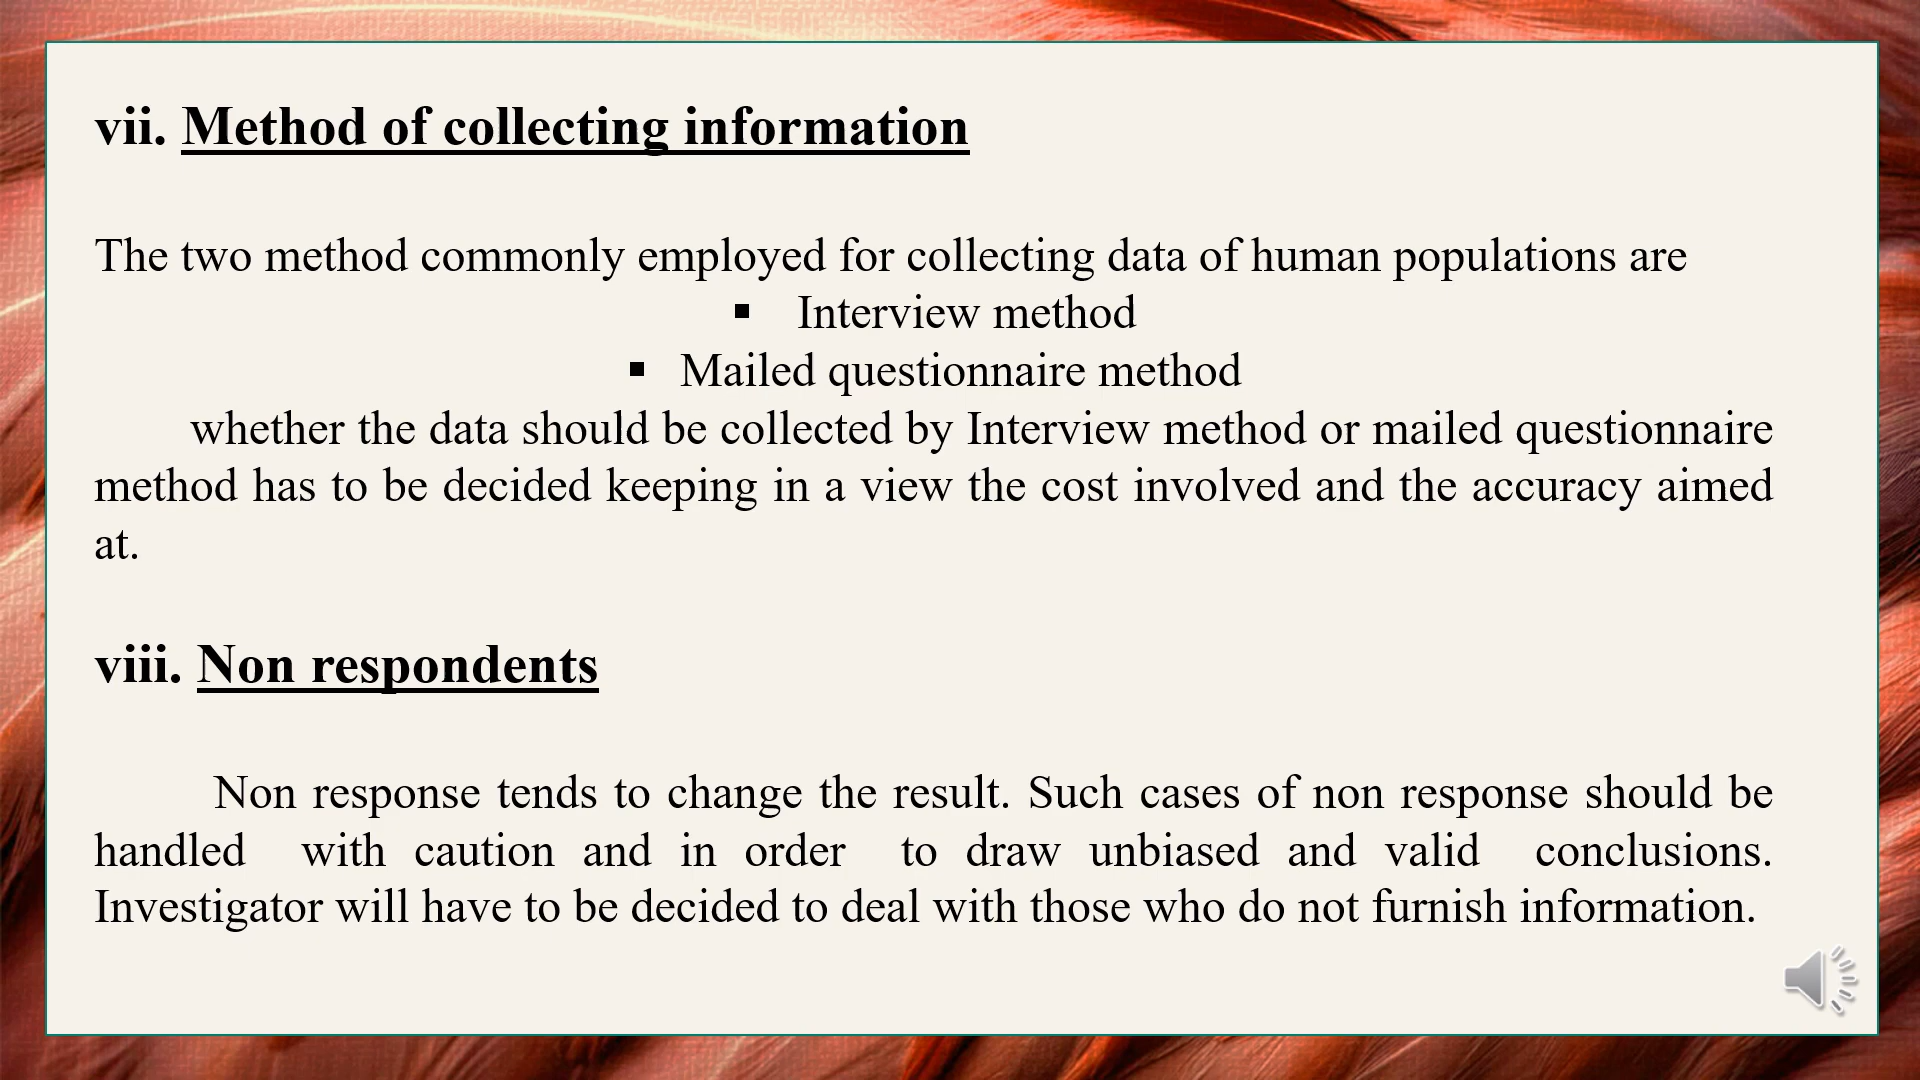 vii. Method of collecting information
The two method commonly employed for collecting data of human populations are
▪ Interview method
▪ Mailed questionnaire method
whether the data should be collected by Interview method or mailed questionnaire
method has to be decided keeping in a view the cost involved and the accuracy aimed
at.
viii. Non respondents
Non response tends to change the result. Such cases of non response should be
handled with caution and in order to draw unbiased and valid conclusions.
Investigator will have to be decided to deal with those who do not furnish information.